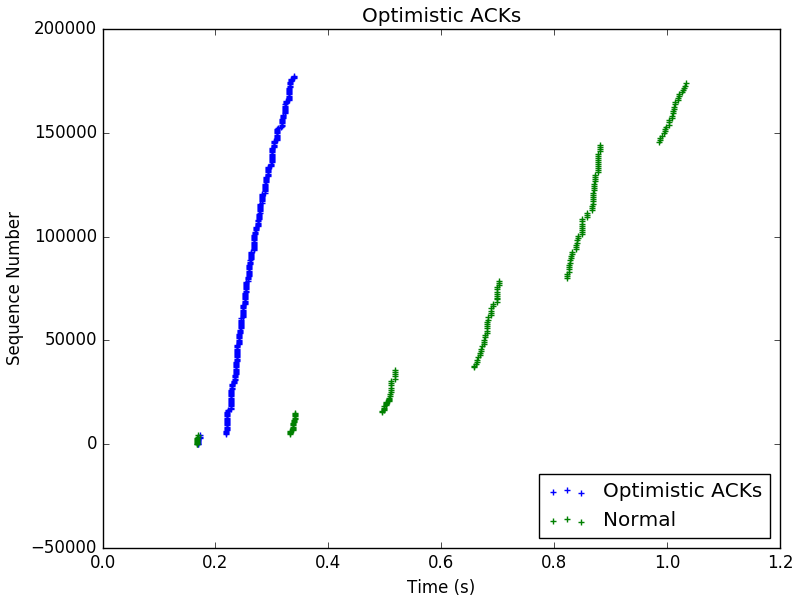 Optimistic ACKs
200000
150000
100000
50000
0
−50000
Sequence Number
0.0 0.2 0.4 0.6 0.8 1.0 1.2
Time (s)
Optimistic ACKs
Normal